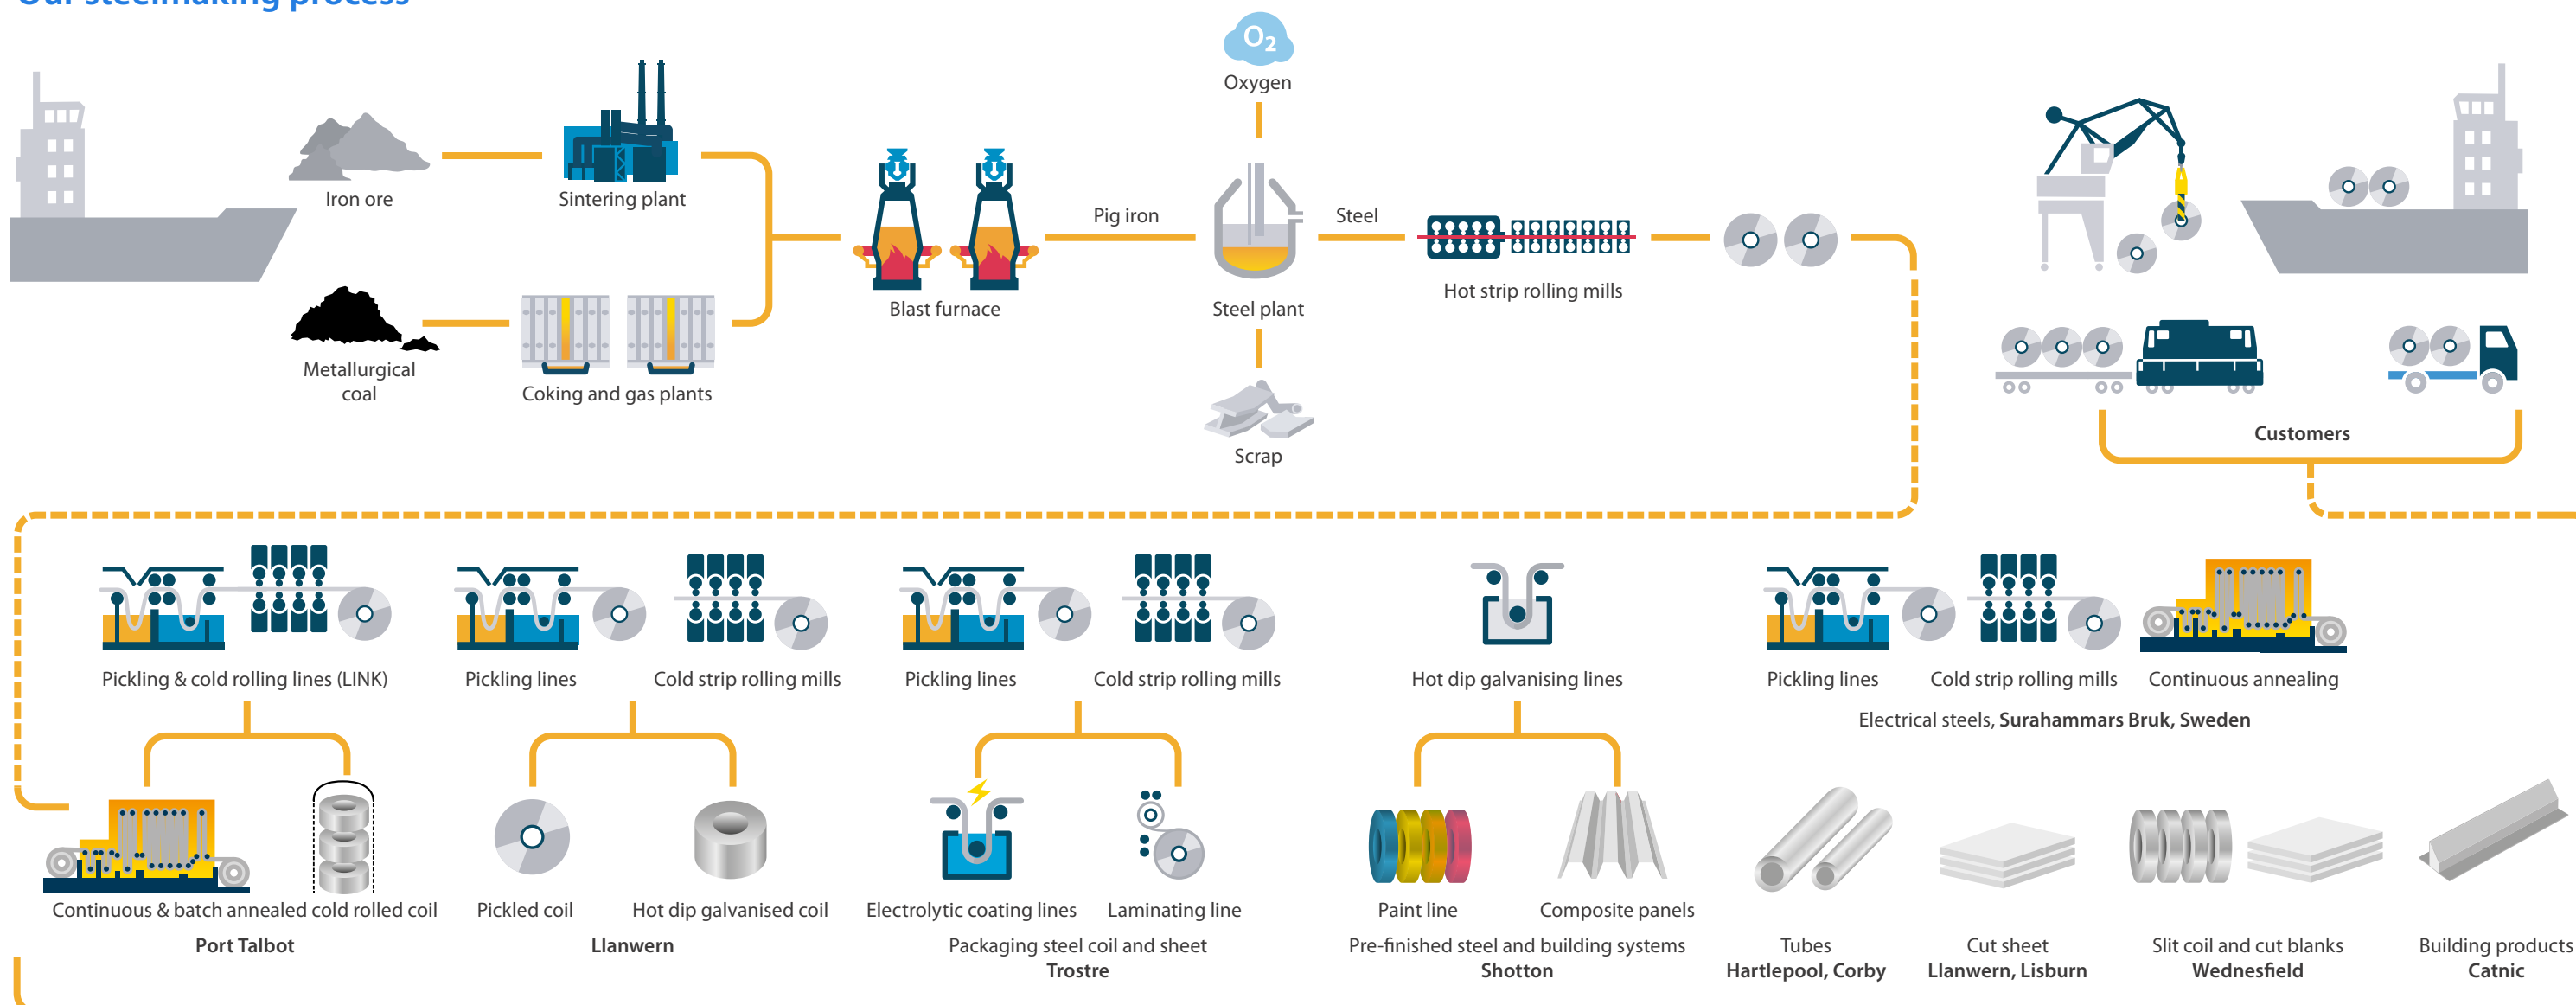 Our steelmaking process
O2
Oxygen
Iron ore
Sintering plant
Pig iron
Steel
Metallurgical
coal
Coking and gas plants
Blast furnace
Steel plant
Hot strip rolling mills
Scrap
Customers
Pickling & cold rolling lines (LINK)
Pickling lines
Cold strip rolling mills
Pickling lines
Cold strip rolling mills
Hot dip galvanising lines
Pickling lines
Cold strip rolling mills
Continuous annealing
Electrical steels, Surahammars Bruk, Sweden
Continuous & batch annealed cold rolled coil
Port Talbot
Pickled coil
Hot dip galvanised coil
Llanwern
Electrolytic coating lines
Laminating line
Packaging steel coil and sheet
Trostre
Paint line
Composite panels
Pre-finished steel and building systems
Shotton
Tubes
Hartlepool, Corby
Cut sheet
Llanwern, Lisburn
Slit coil and cut blanks
Wednesfield
Building products
Catnic